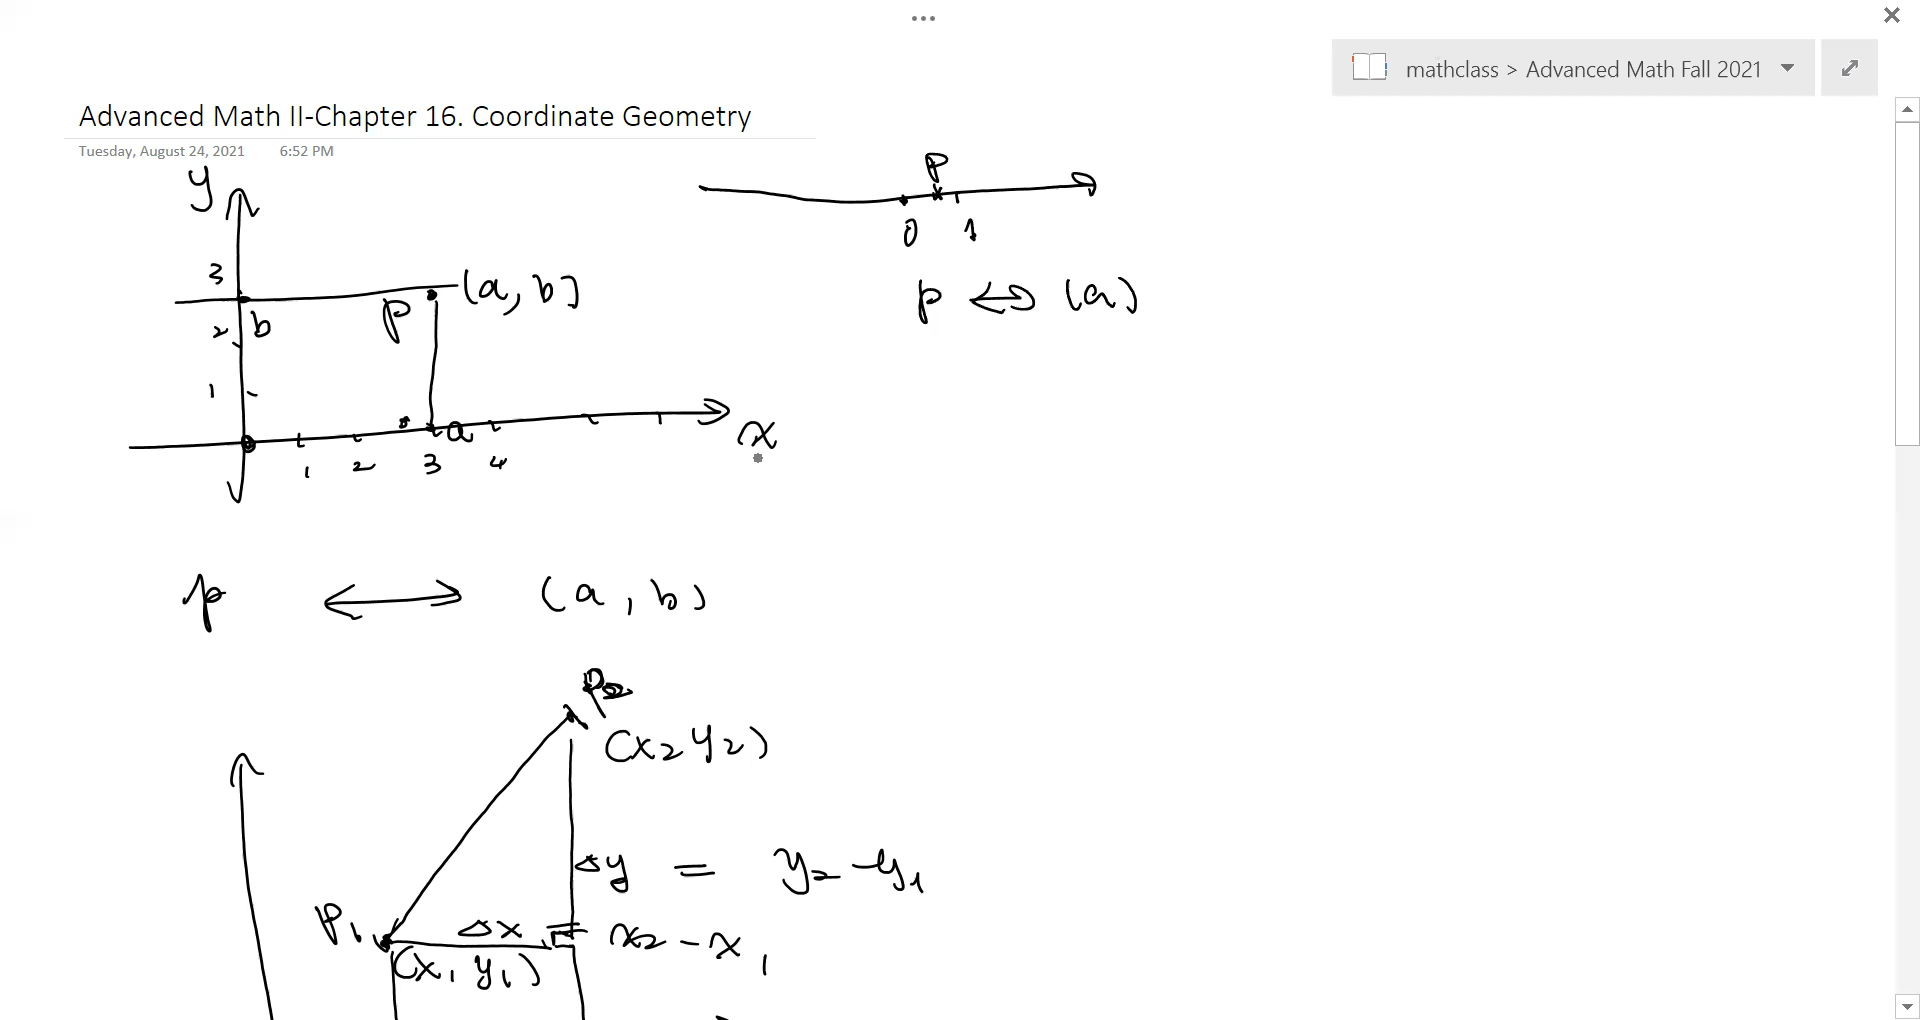 mathclass > Advanced Math Fall 2021
Advanced Math II-Chapter 16. Coordinate Geometry
Tuesday, August 24, 2021 6:52 PM
y
P
0 1
3
(a, b)
P
P ↔ (a)
2 b
1
a
x
1 2 3 4
P ↔ (a, b)
P2
(x2 y2)
Δy = y2 - y1
P1
Δx = x2 - x1
(x1 y1)